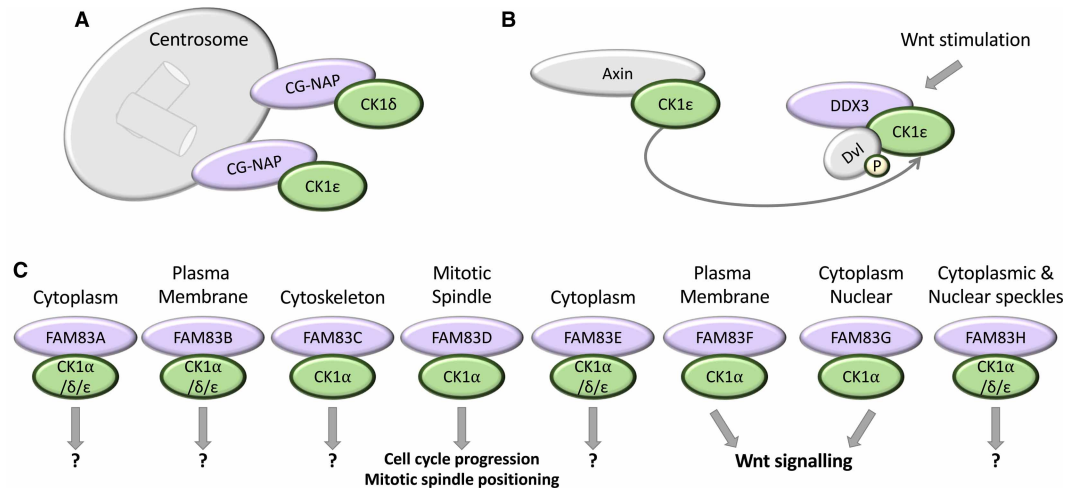 A
Centrosome
CG-NAP
CK1δ
CG-NAP
CK1ε
B
Wnt stimulation
Axin
CK1ε
DDX3
CK1ε
Dvl
P
C
Cytoplasm
Plasma
Membrane
Cytoskeleton
Mitotic
Spindle
Cytoplasm
Plasma
Membrane
Cytoplasm
Nuclear
Cytoplasmic &
Nuclear speckles
FAM83A
FAM83B
FAM83C
FAM83D
FAM83E
FAM83F
FAM83G
FAM83H
CK1α
/δ/ε
CK1α
/δ/ε
CK1α
CK1α
CK1α
/δ/ε
CK1α
CK1α
CK1α
/δ/ε
?
?
?
Cell cycle progression
Mitotic spindle positioning
?
Wnt signalling
?